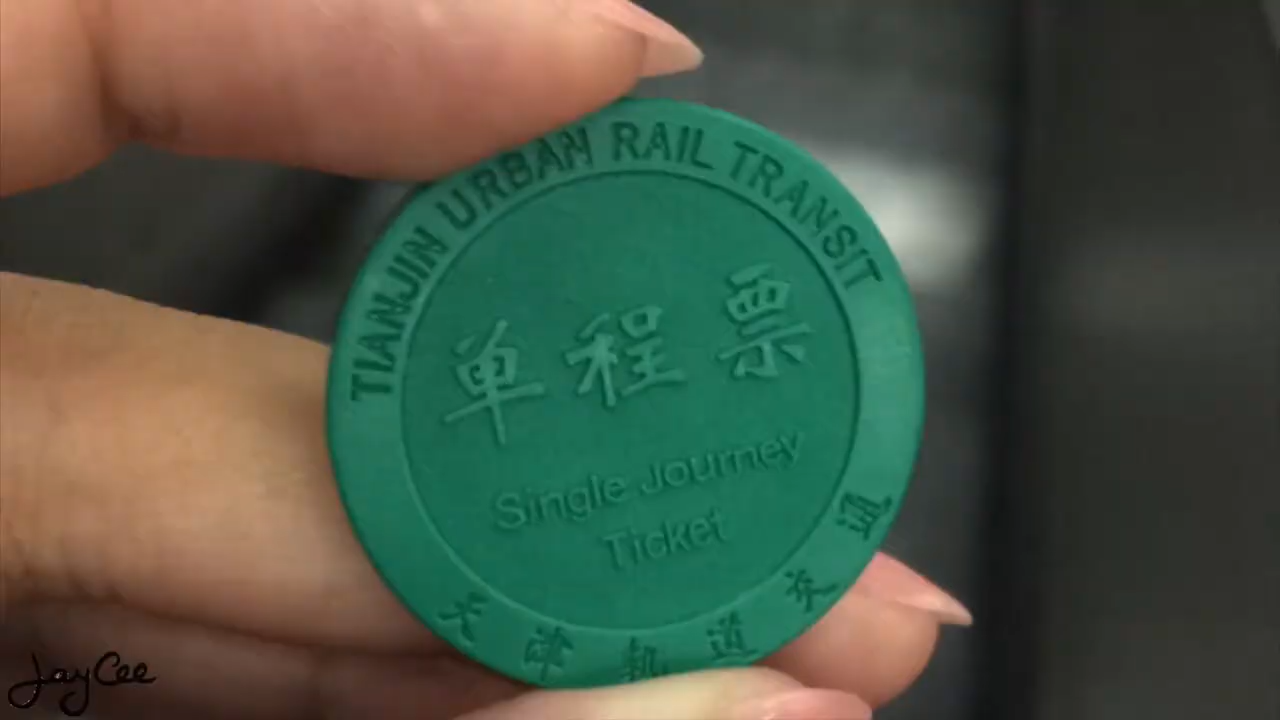 TIANJIN URBAN RAIL TRANSIT
单程票
Single Journey
Ticket
天津轨道交通
JayCee